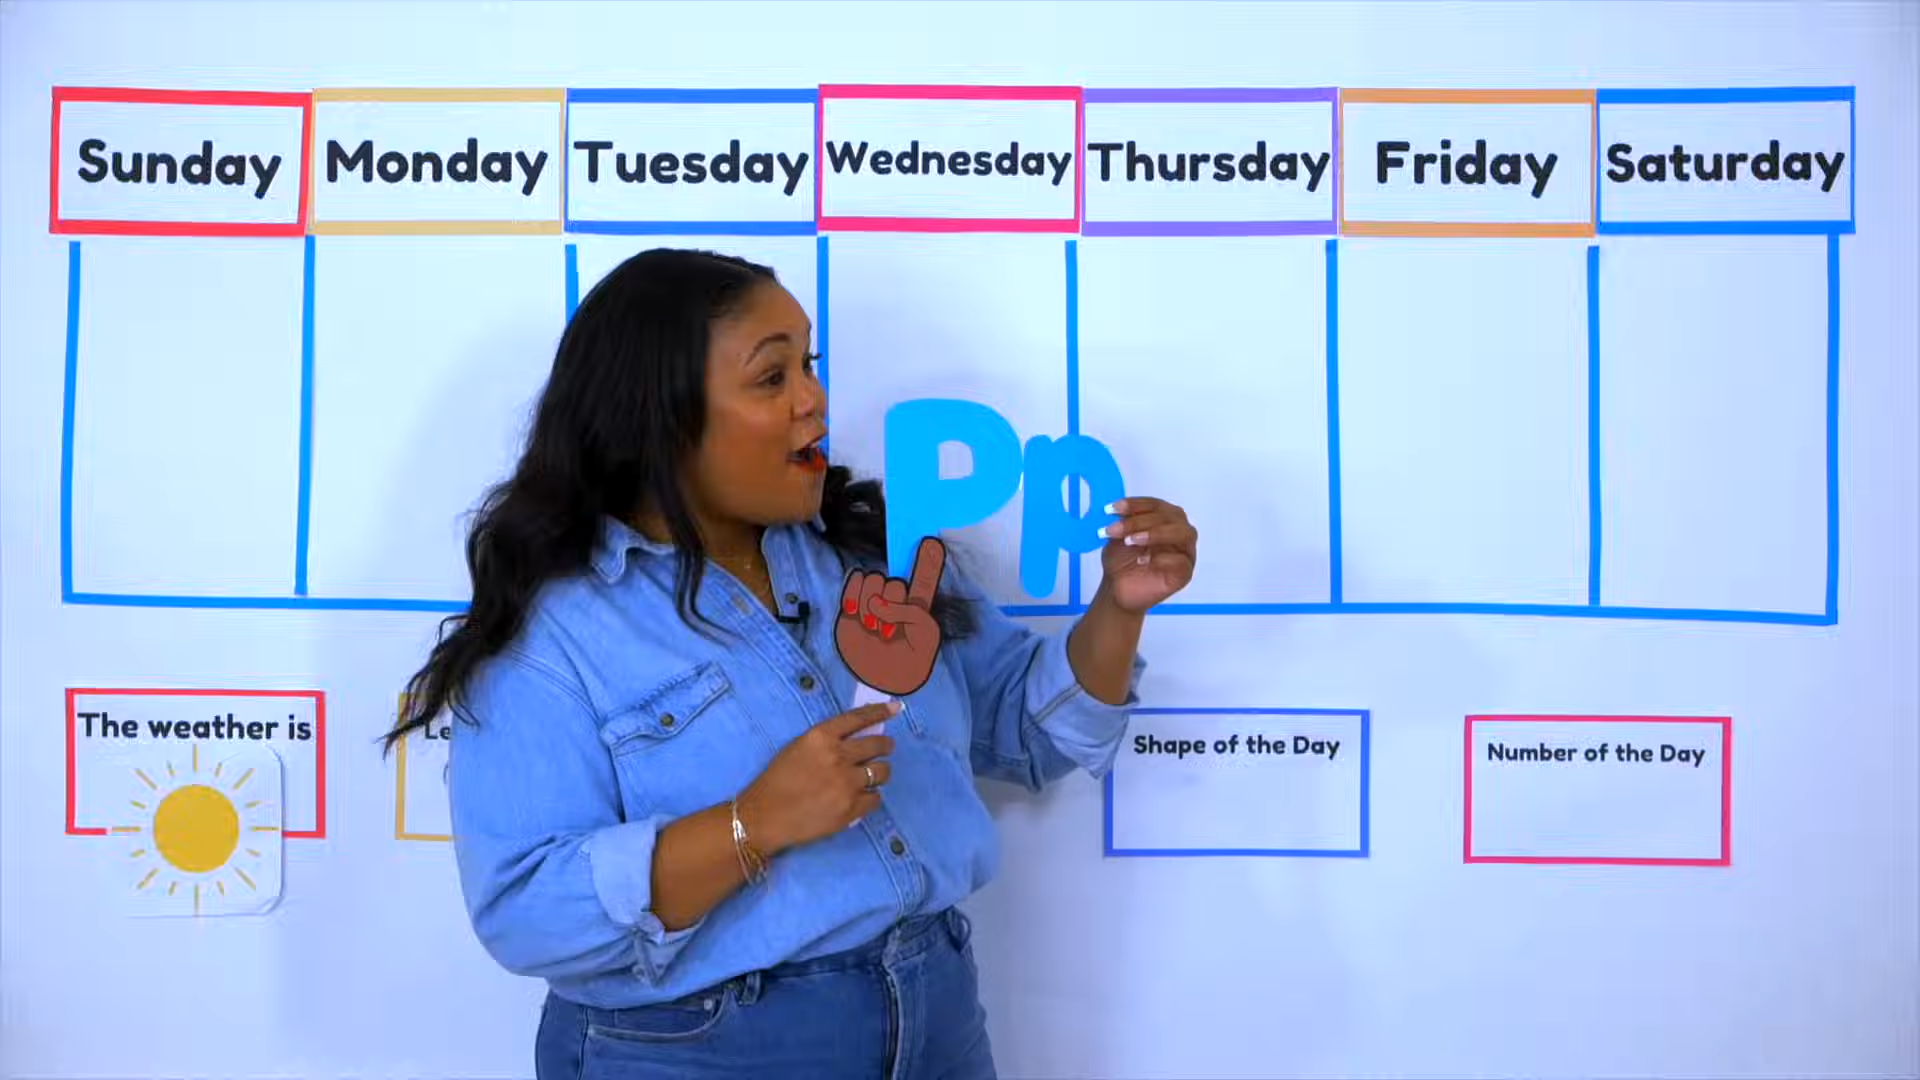 Sunday Monday Tuesday Wednesday Thursday Friday Saturday
Pp
The weather is
Shape of the Day
Number of the Day